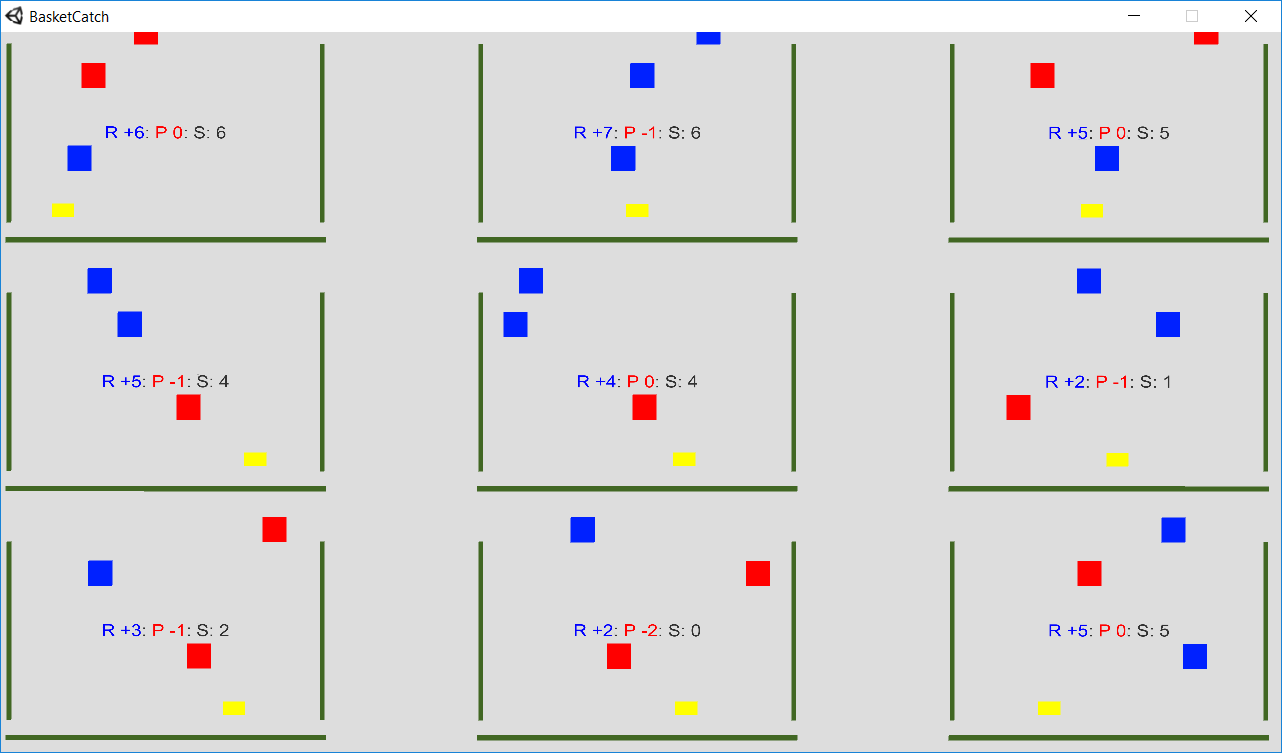 BasketCatch
R +6: P 0: S: 6
R +7: P -1: S: 6
R +5: P 0: S: 5
R +5: P -1: S: 4
R +4: P 0: S: 4
R +2: P -1: S: 1
R +3: P -1: S: 2
R +2: P -2: S: 0
R +5: P 0: S: 5